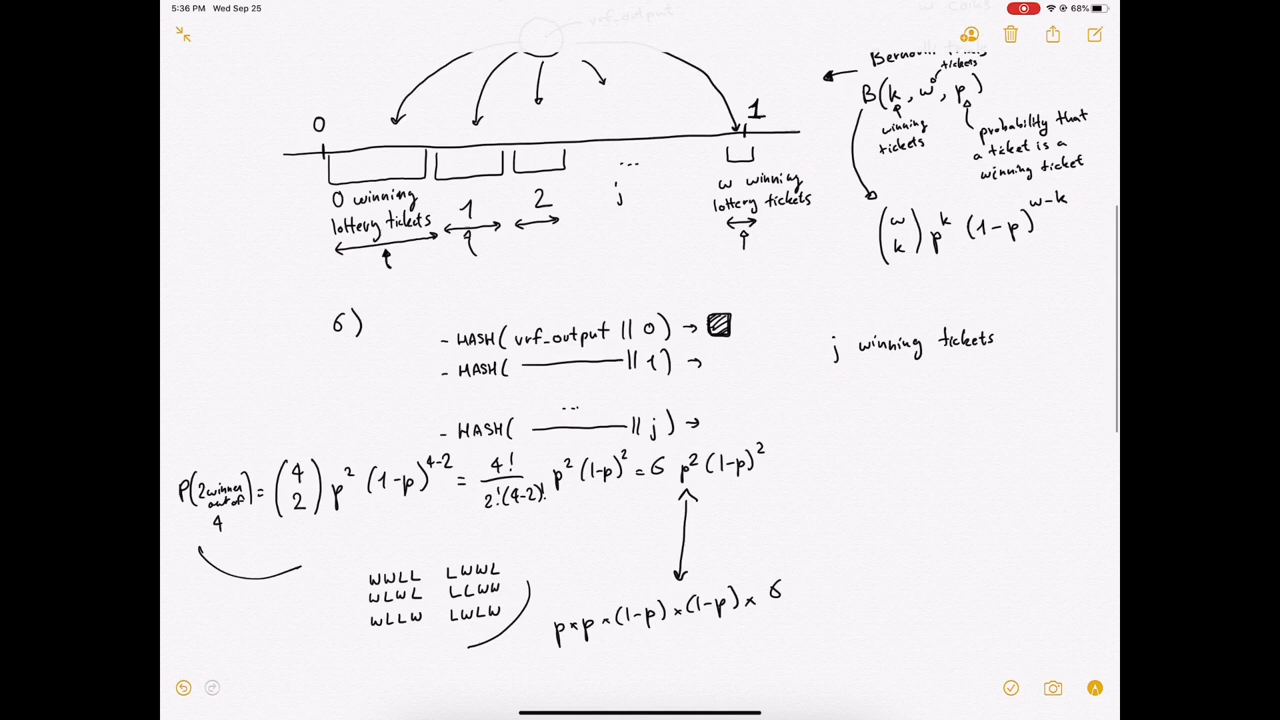 5:36 PM Wed Sep 25
68%
vrf_output
0
1
0 winning
lottery tickets
1
2
...
j
w winning
lottery tickets
tickets
B(k, w, p)
winning
tickets
probability that
a ticket is a
winning ticket
(w k) p^k (1-p)^w-k
6)
- HASH( vrf_output || 0) →
- HASH( ——— || 1) →
...
- HASH( ——— || j) →
j winning tickets
P(2 winner out of 4) = (4 2) p^2 (1-p)^4-2 = 4! / 2!(4-2)! p^2 (1-p)^2 = 6 p^2 (1-p)^2
WWLL LWWL
WLWL LLWW
WLLW LWLW
p × p × (1-p) × (1-p) × 6